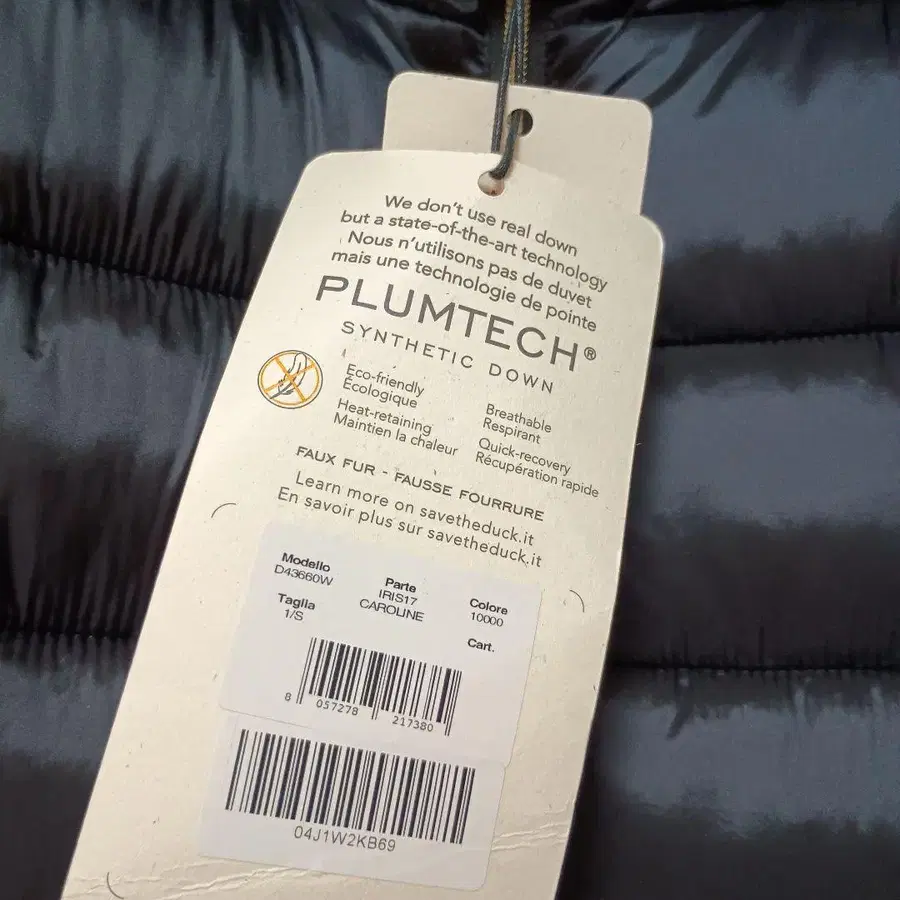 We don't use real down
but a state-of-the-art technology
Nous n'utilisons pas de duvet
mais une technologie de pointe
PLUMTECH®
SYNTHETIC DOWN
Eco-friendly
Écologique
Heat-retaining
Maintien la chaleur
Breathable
Respirant
Quick-recovery
Récupération rapide
FAUX FUR - FAUSSE FOURRURE
Learn more on savetheduck.it
En savoir plus sur savetheduck.it
Modello
D43660W
Parte
IRIS17
CAROLINE
Colore
10000
Taglia
1/S
Cart.
8 057278 217380
04J1W2KB69